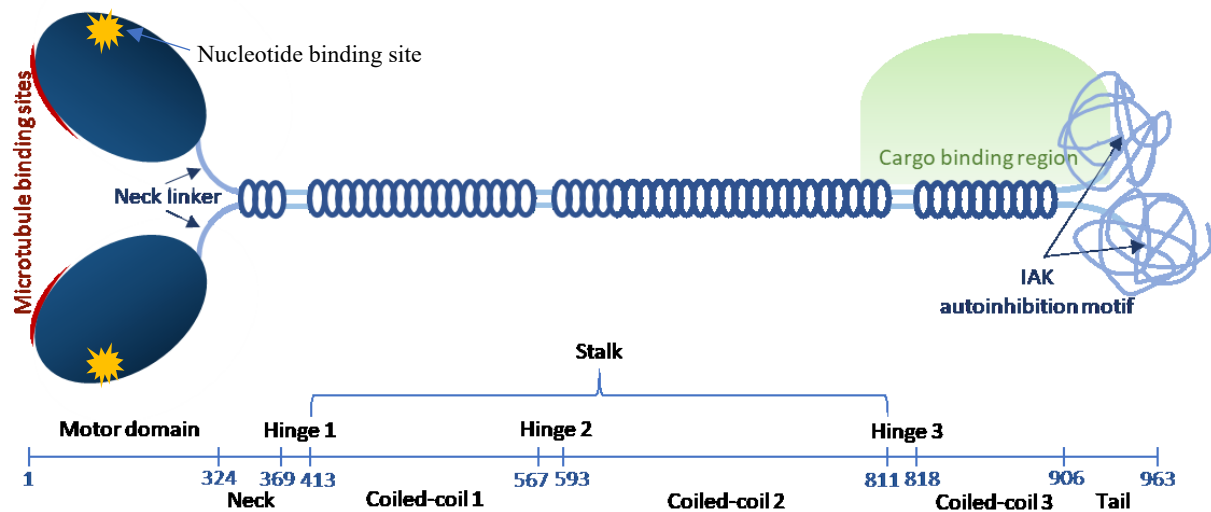 Nucleotide binding site
Microtubule binding sites
Neck linker
Cargo binding region
IAK
autoinhibition motif
Stalk
Motor domain Hinge 1 Hinge 2 Hinge 3
1 324 369 413 567 593 811 818 906 963
Neck Coiled-coil 1 Coiled-coil 2 Coiled-coil 3 Tail